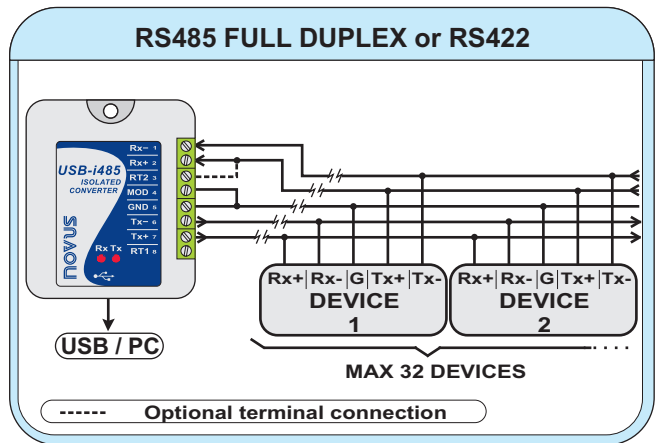 RS485 FULL DUPLEX or RS422
Rx- 1
Rx+ 2
RT2 3
MOD 4
GND 5
Tx- 6
Tx+ 7
RT1 8
USB-i485
ISOLATED
CONVERTER
NOVUS
Rx Tx
USB / PC
Rx+|Rx-|G|Tx+|Tx-
DEVICE
1
Rx+|Rx-|G|Tx+|Tx-
DEVICE
2
MAX 32 DEVICES
------ Optional terminal connection